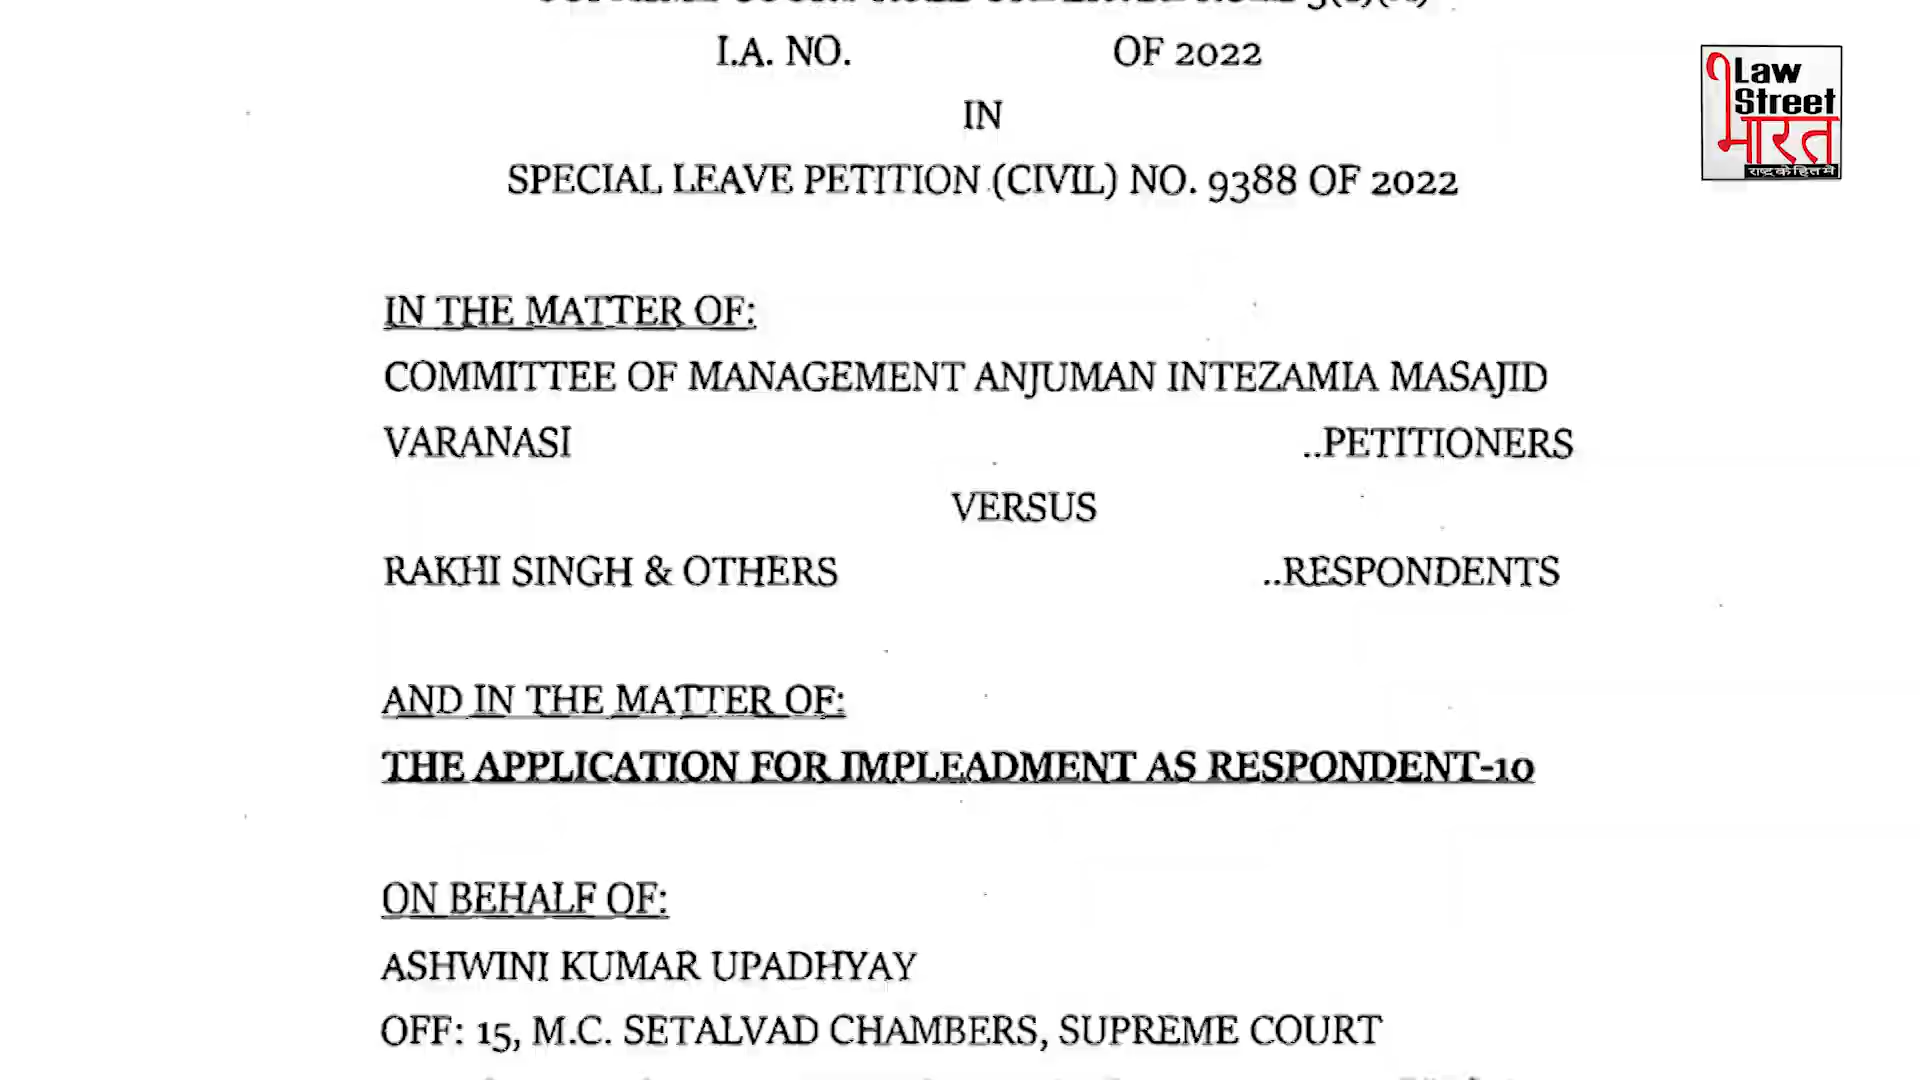 I.A. NO. OF 2022
IN
SPECIAL LEAVE PETITION (CIVIL) NO. 9388 OF 2022
IN THE MATTER OF:
COMMITTEE OF MANAGEMENT ANJUMAN INTEZAMIA MASAJID
VARANASI ..PETITIONERS
VERSUS
RAKHI SINGH & OTHERS ..RESPONDENTS
AND IN THE MATTER OF:
THE APPLICATION FOR IMPLEADMENT AS RESPONDENT-10
ON BEHALF OF:
ASHWINI KUMAR UPADHYAY
OFF: 15, M.C. SETALVAD CHAMBERS, SUPREME COURT
Law
Street
भारत
राष्ट्र के हित मे